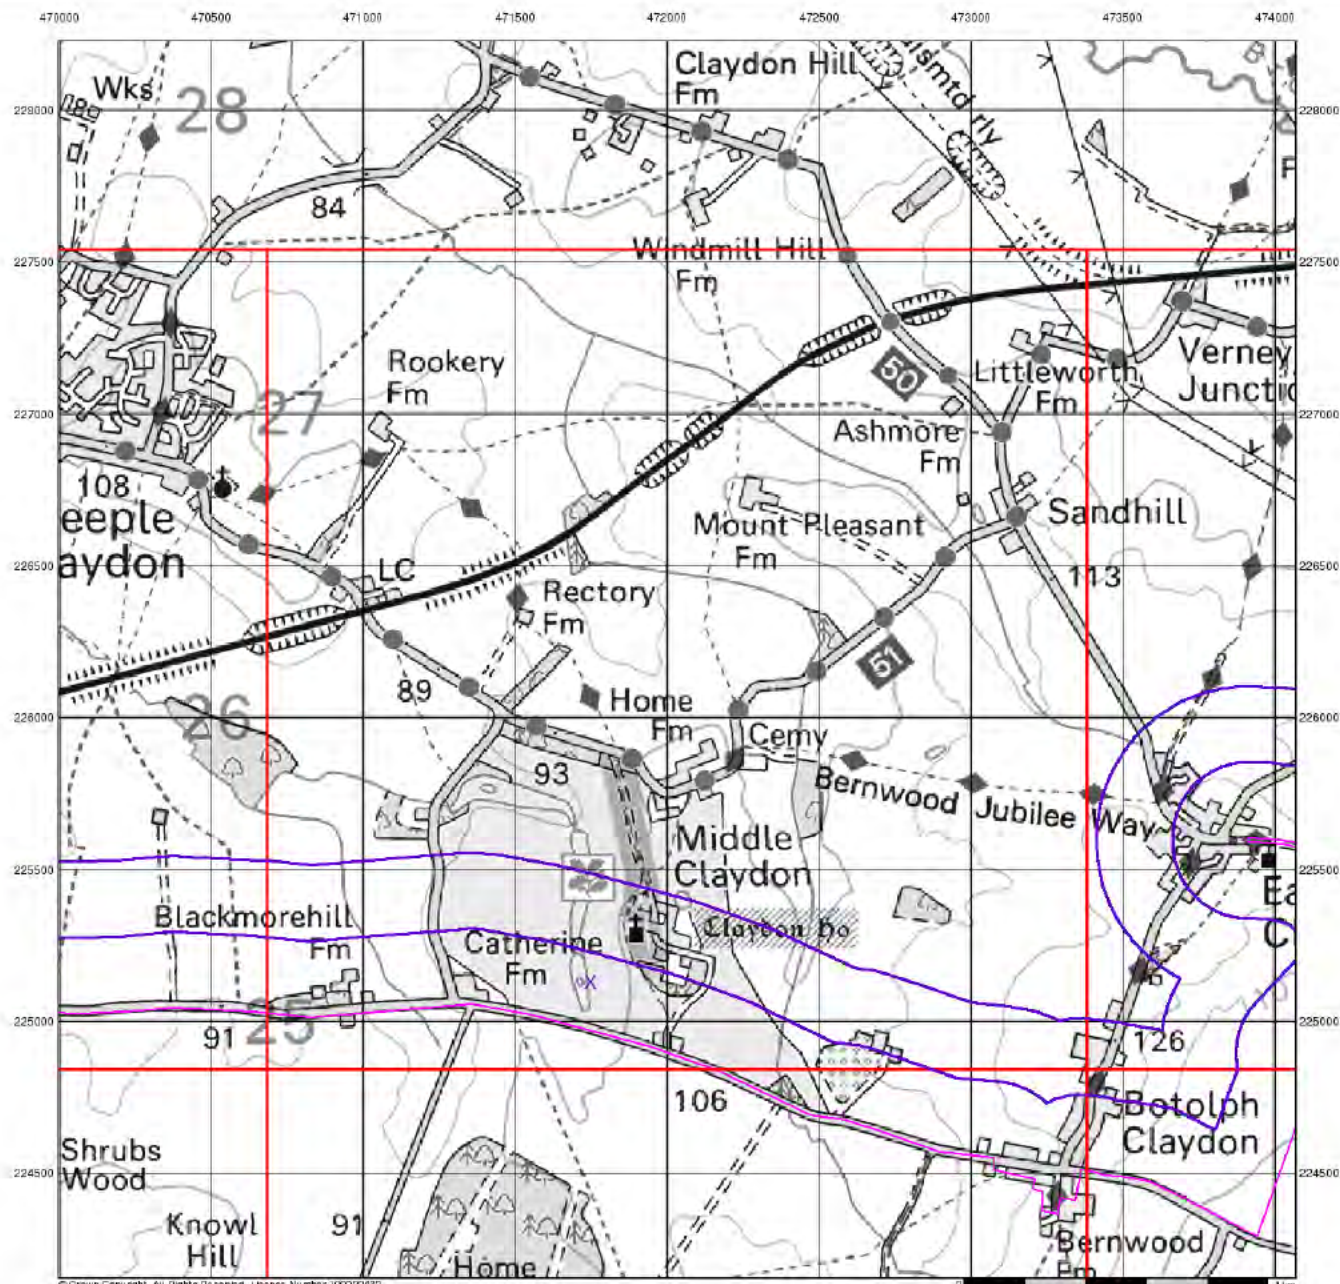 470000 470500 471000 471500 472000 472500 473000 473500 474000
Wks
28
Claydon Hill
Fm
ismtd rly
B
228000
228000
84
Windmill Hill
Fm
227500
227500
Rookery
Fm
50
Littleworth
Fm
Verney
Junctio
27
227000
227000
Ashmore
Fm
108
eeple
aydon
Mount Pleasant
Fm
Sandhill
LC
113
226500
226500
Rectory
Fm
51
89
Home
Fm
26
226000
226000
Cemy
93
Bernwood Jubilee Way
Middle
Claydon
225500
225500
Ea
C
Blackmorehill
Fm
Claydon Ho
Catherine
Fm
X
225000
225000
91
25
126
106
Botolph
Claydon
Shrubs
Wood
224500
224500
Knowl
Hill
91
Home
Bernwood
Fm